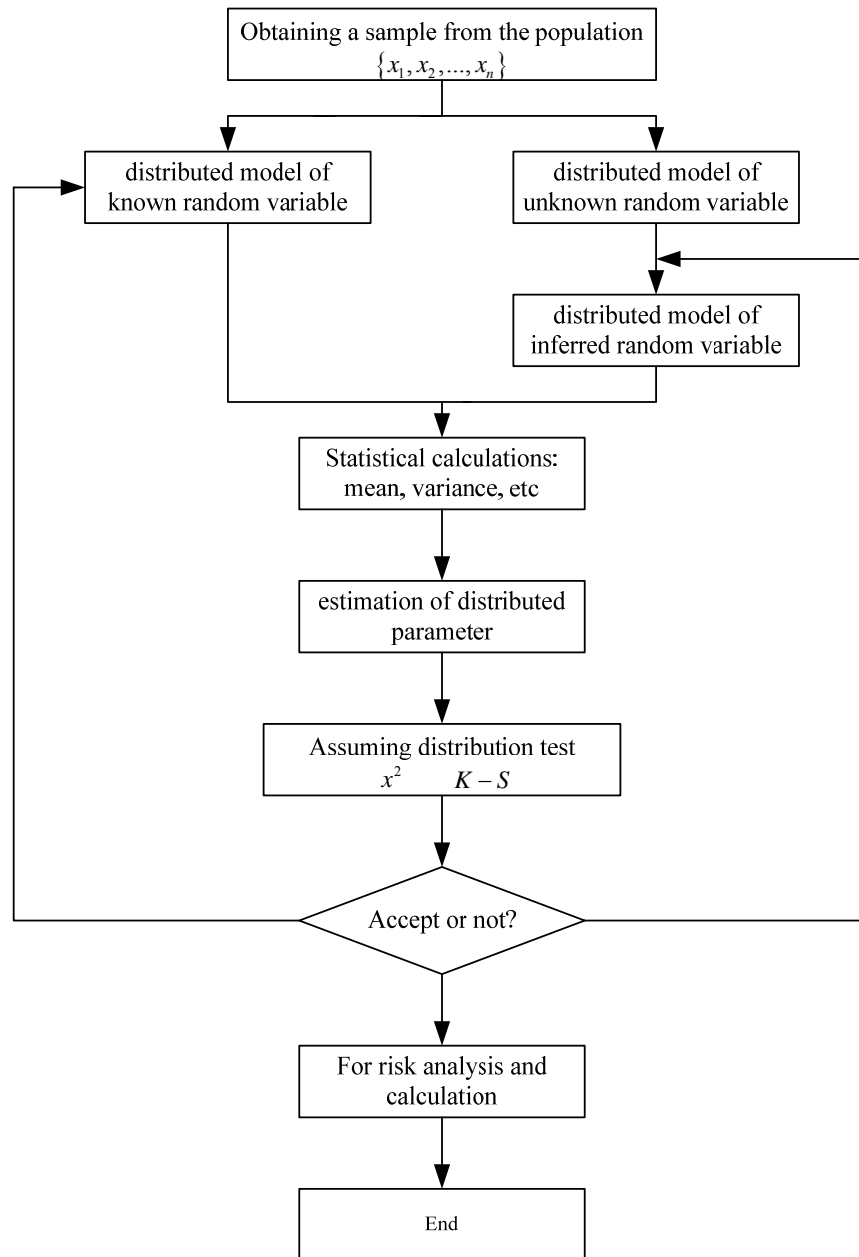 Obtaining a sample from the population
{x₁, x₂, ..., xₙ}
distributed model of
known random variable
distributed model of
unknown random variable
distributed model of
inferred random variable
Statistical calculations:
mean, variance, etc
estimation of distributed
parameter
Assuming distribution test
x² K – S
Accept or not?
For risk analysis and
calculation
End